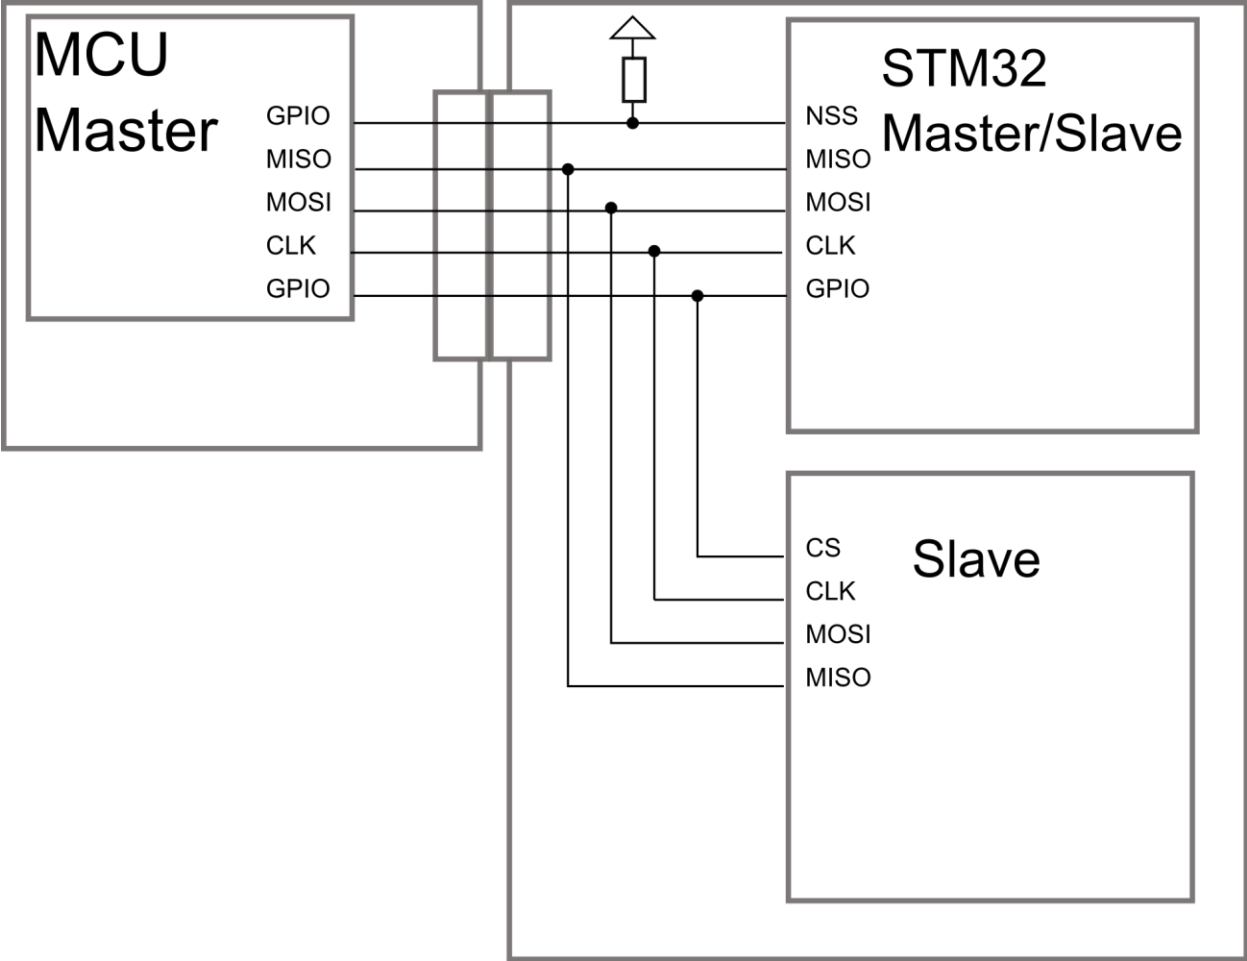 MCU
Master
GPIO
MISO
MOSI
CLK
GPIO
STM32
Master/Slave
NSS
MISO
MOSI
CLK
GPIO
Slave
CS
CLK
MOSI
MISO